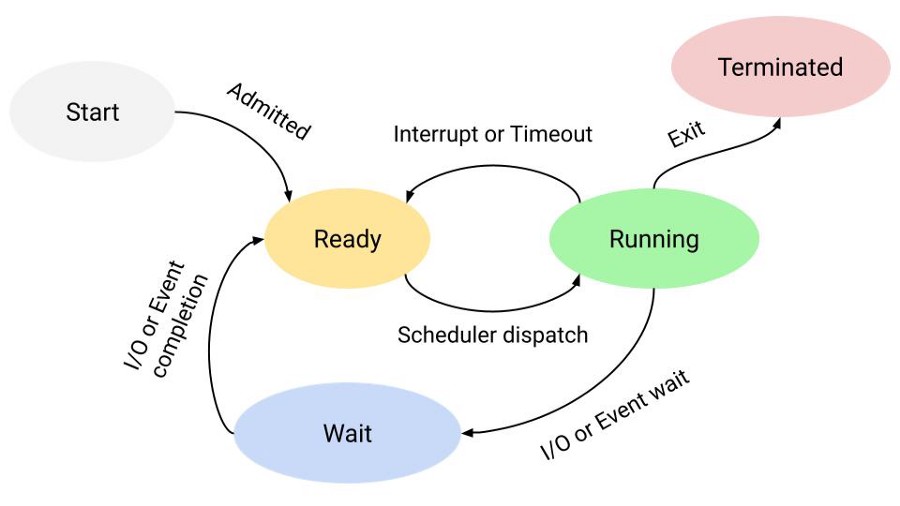 Terminated
Start
Admitted
Interrupt or Timeout
Exit
Ready
Running
I/O or Event
completion
Scheduler dispatch
I/O or Event wait
Wait